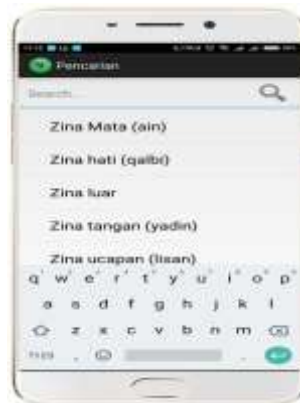 Pencarian
Search...
Zina Mata (ain)
Zina hati (qalbi)
Zina luar
Zina tangan (yadin)
Zina ucapan (lisan)
q w e r t y u i o p
a s d f g h j k l
z x c v b n m